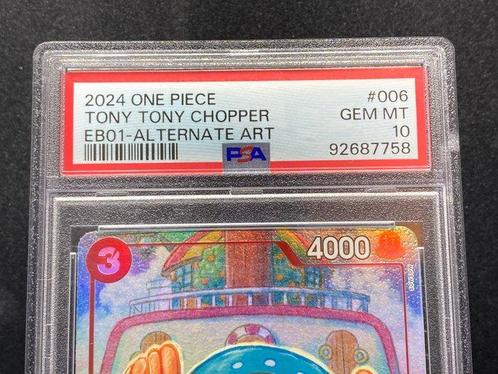 2024 ONE PIECE #006
TONY TONY CHOPPER GEM MT
EB01-ALTERNATE ART 10
PSA 92687758
3 4000